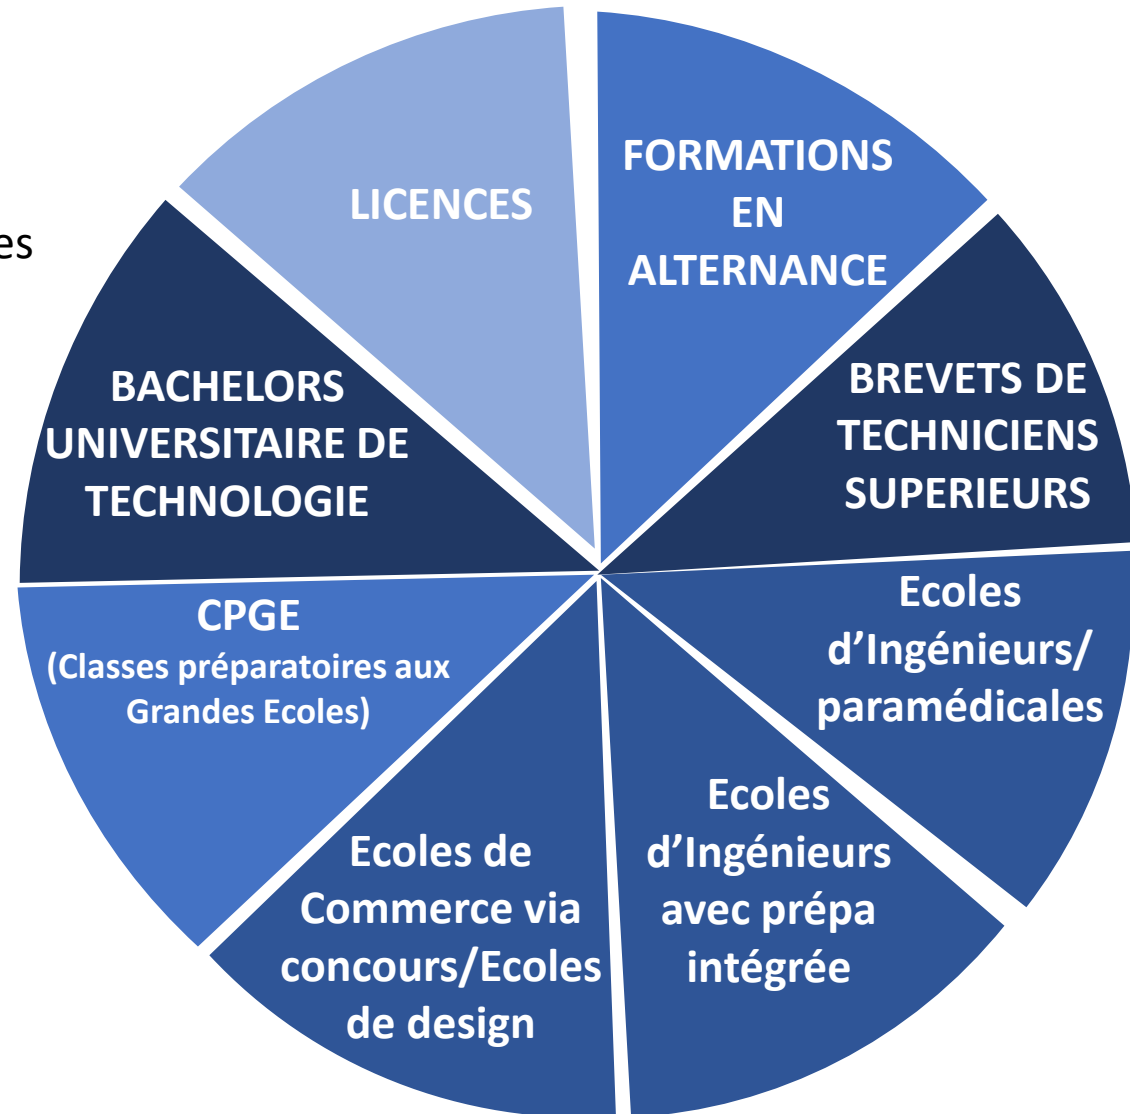 LICENCES
FORMATIONS
EN
ALTERNANCE
es
BACHELORS
UNIVERSITAIRE DE
TECHNOLOGIE
BREVETS DE
TECHNICIENS
SUPERIEURS
CPGE
(Classes préparatoires aux
Grandes Ecoles)
Ecoles
d’Ingénieurs/
paramédicales
Ecoles de
Commerce via
concours/Ecoles
de design
Ecoles
d’Ingénieurs
avec prépa
intégrée